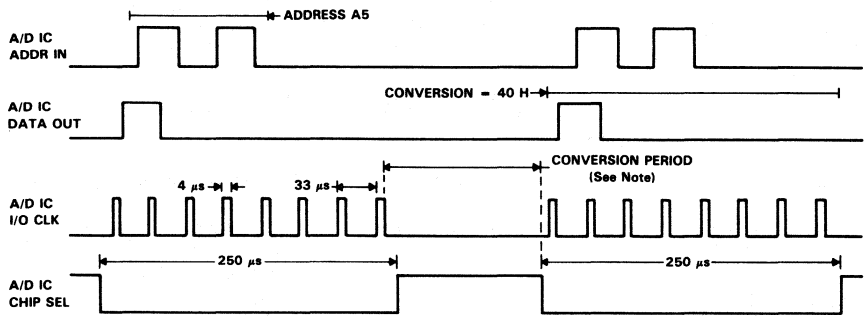 ADDRESS A5
A/D IC
ADDR IN
CONVERSION = 40 H
A/D IC
DATA OUT
CONVERSION PERIOD
(See Note)
4 μs
33 μs
A/D IC
I/O CLK
250 μs
250 μs
A/D IC
CHIP SEL